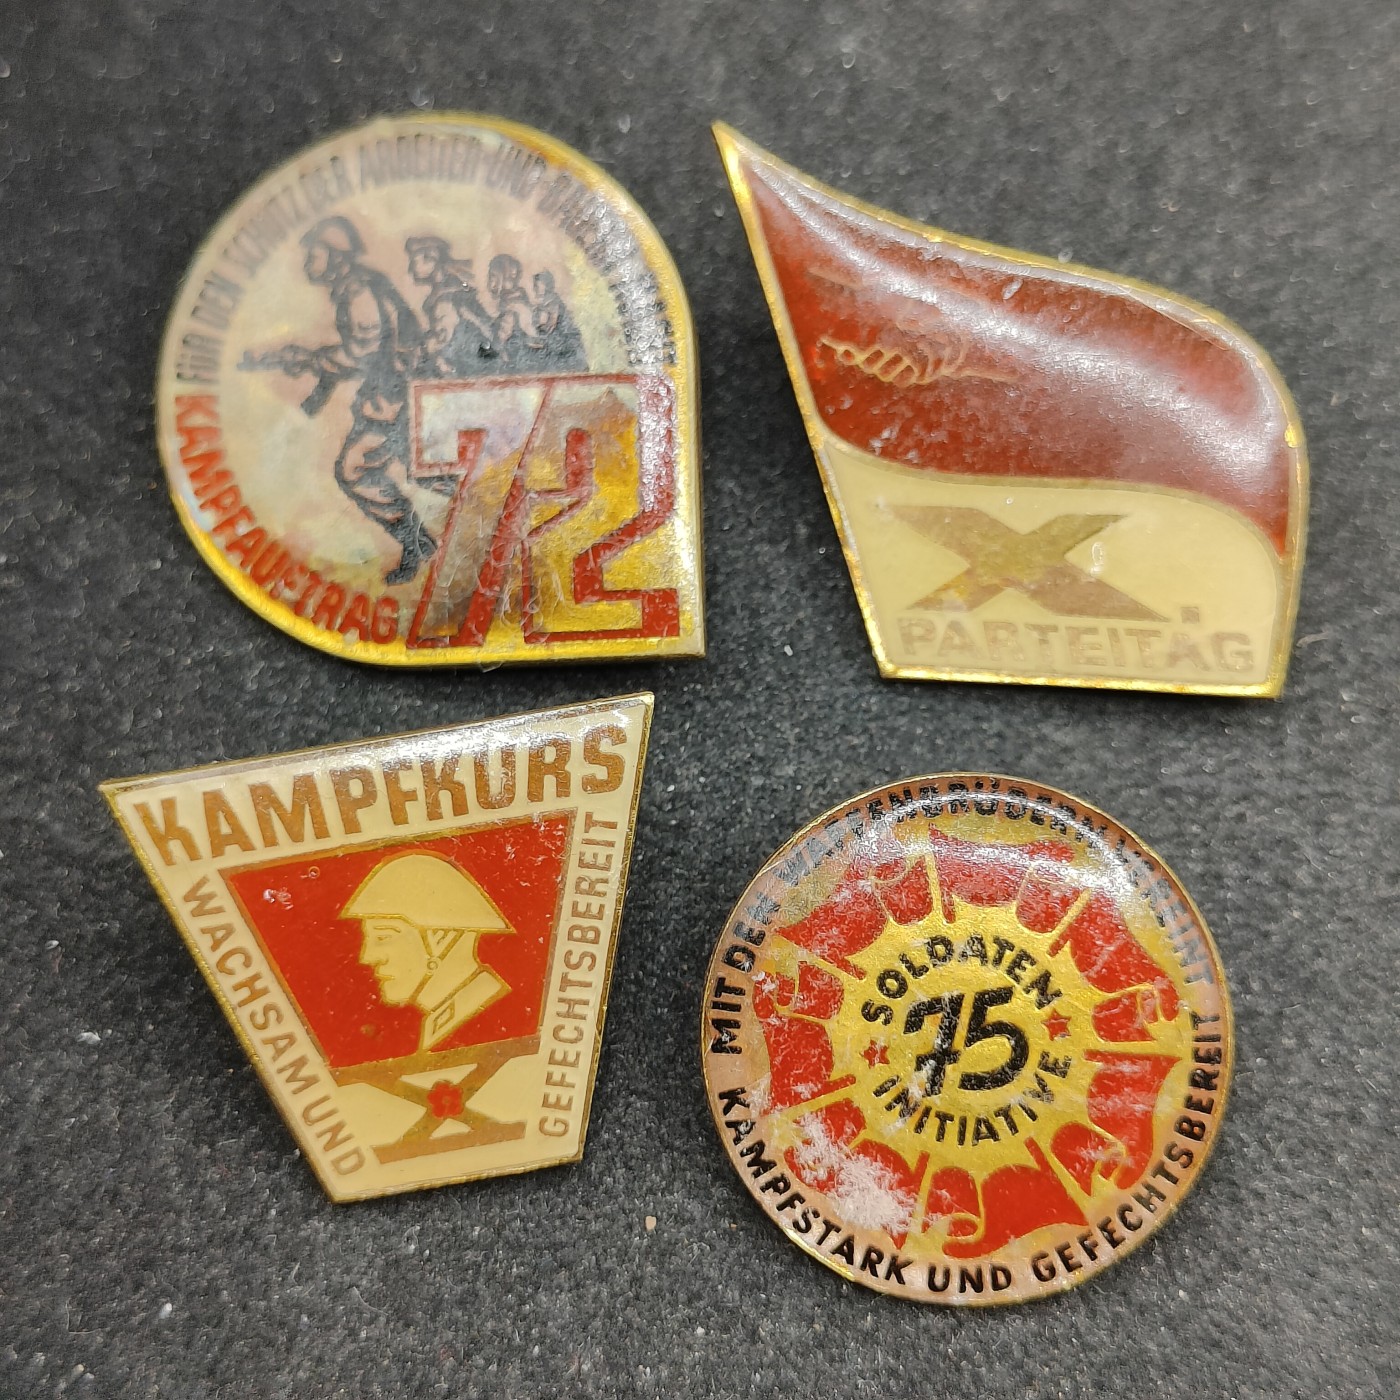 FÜR DEN SCHUTZ DER ARBEITER-UND-BAUERN-MACHT
KAMPFAUFTRAG
72
X
PARTEITAG
KAMPFKURS
WACHSAM UND
GEFECHTSBEREIT
X
MIT DEN WAFFENBRÜDERN VEREINT
KAMPFSTARK UND GEFECHTSBEREIT
SOLDATEN
75
INITIATIVE